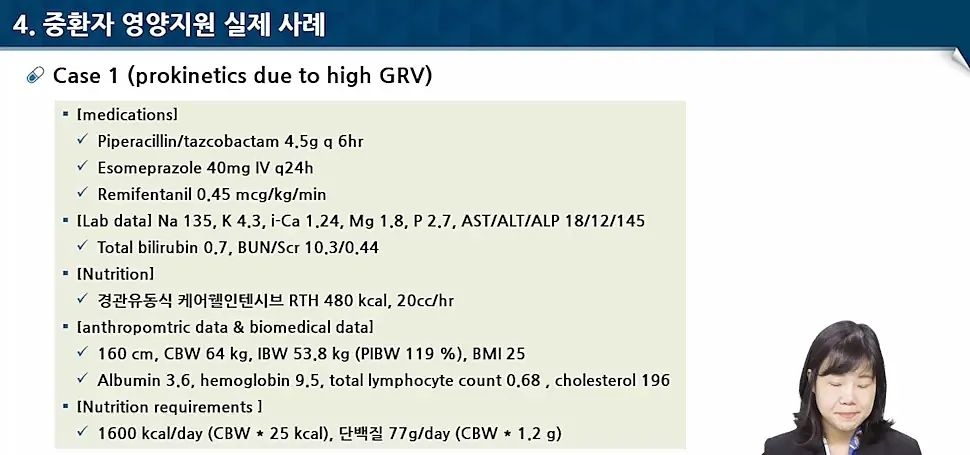 4. 중환자 영양지원 실제 사례
Case 1 (prokinetics due to high GRV)
[medications]
Piperacillin/tazcobactam 4.5g q 6hr
Esomeprazole 40mg IV q24h
Remifentanil 0.45 mcg/kg/min
[Lab data] Na 135, K 4.3, i-Ca 1.24, Mg 1.8, P 2.7, AST/ALT/ALP 18/12/145
Total bilirubin 0.7, BUN/Scr 10.3/0.44
[Nutrition]
경관유동식 케어웰인텐시브 RTH 480 kcal, 20cc/hr
[anthropomtric data & biomedical data]
160 cm, CBW 64 kg, IBW 53.8 kg (PIBW 119 %), BMI 25
Albumin 3.6, hemoglobin 9.5, total lymphocyte count 0.68 , cholesterol 196
[Nutrition requirements ]
1600 kcal/day (CBW * 25 kcal), 단백질 77g/day (CBW * 1.2 g)